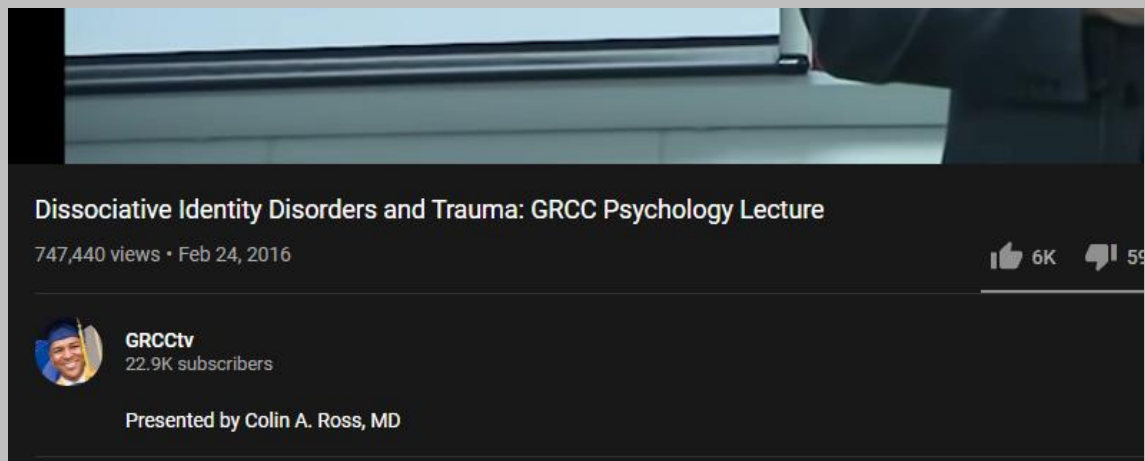 Dissociative Identity Disorders and Trauma: GRCC Psychology Lecture
747,440 views • Feb 24, 2016
6K
GRCCtv
22.9K subscribers
Presented by Colin A. Ross, MD